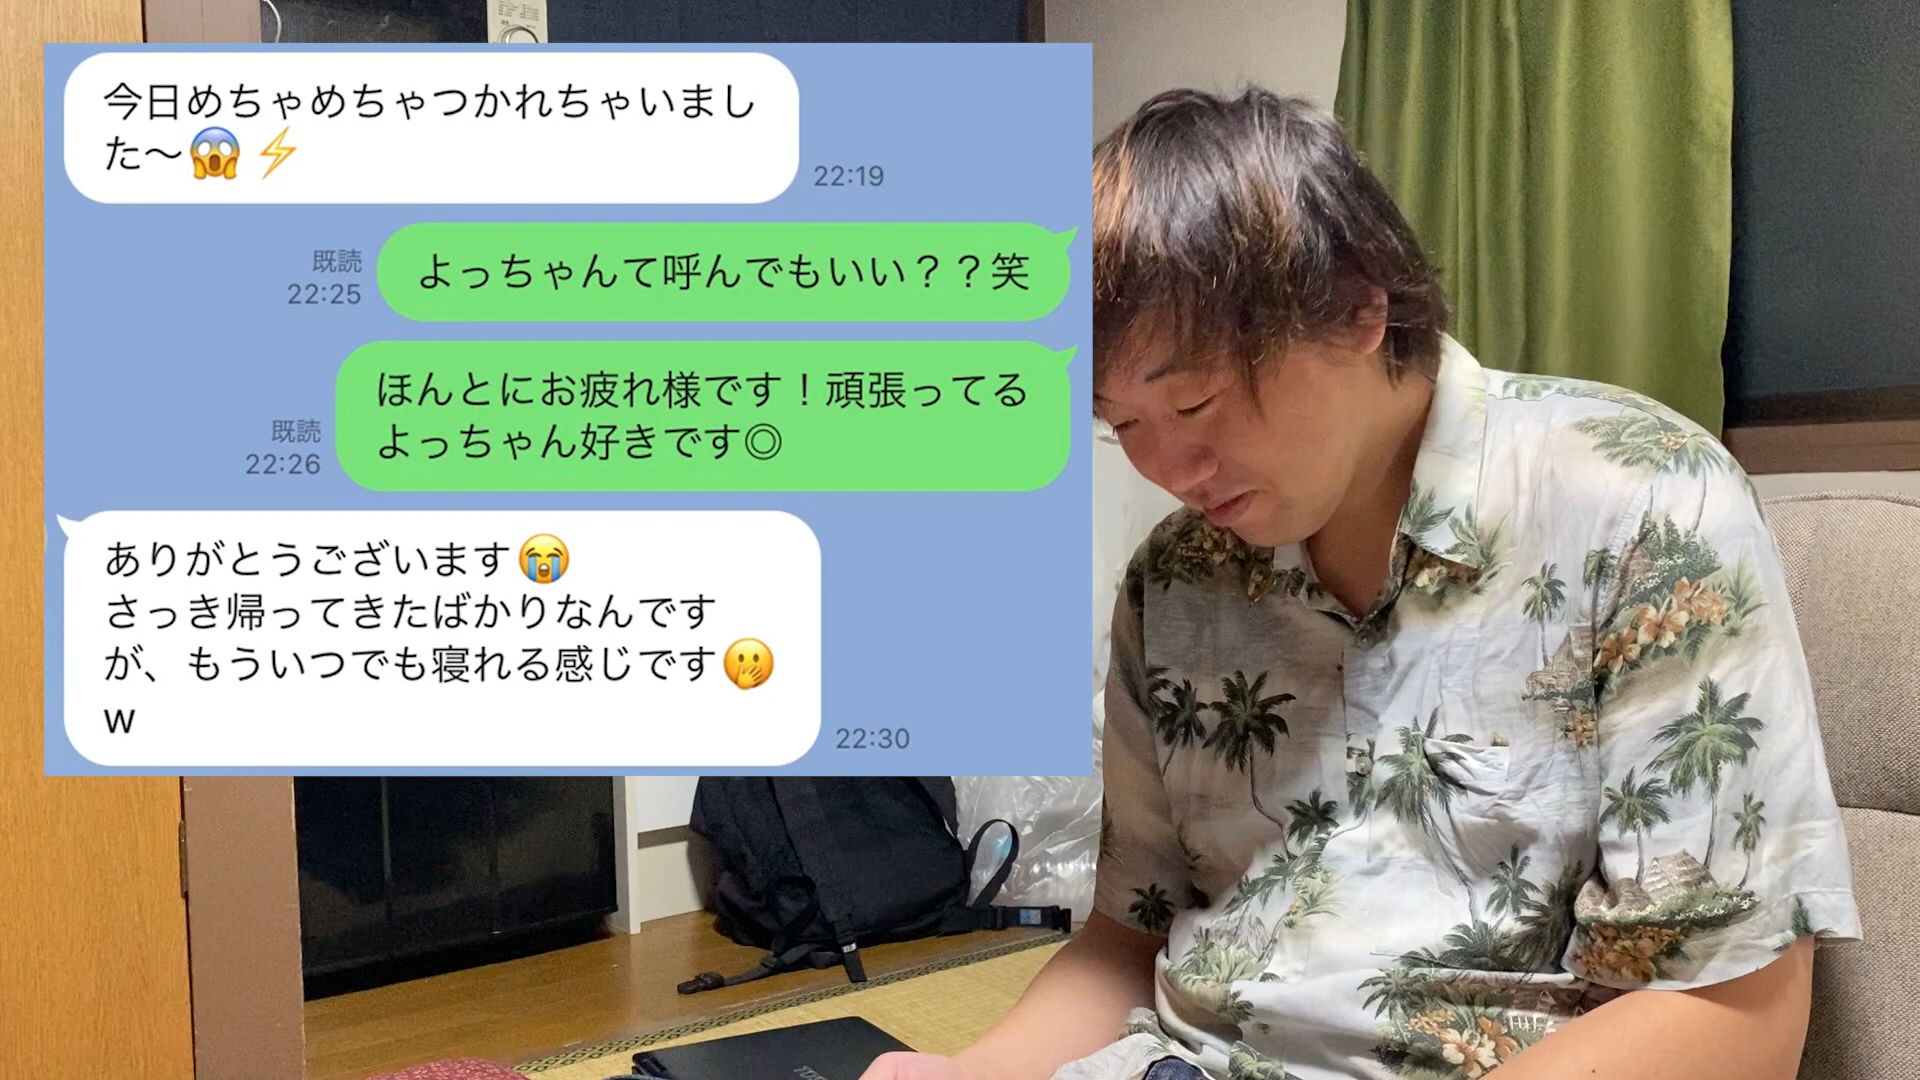 今日めちゃめちゃつかれちゃいまし
た〜😱⚡
22:19
既読
22:25
よっちゃんて呼んでもいい？？笑
ほんとにお疲れ様です！頑張ってる
よっちゃん好きです◎
既読
22:26
ありがとうございます😭
さっき帰ってきたばかりなんです
が、もういつでも寝れる感じです🤭
w
22:30